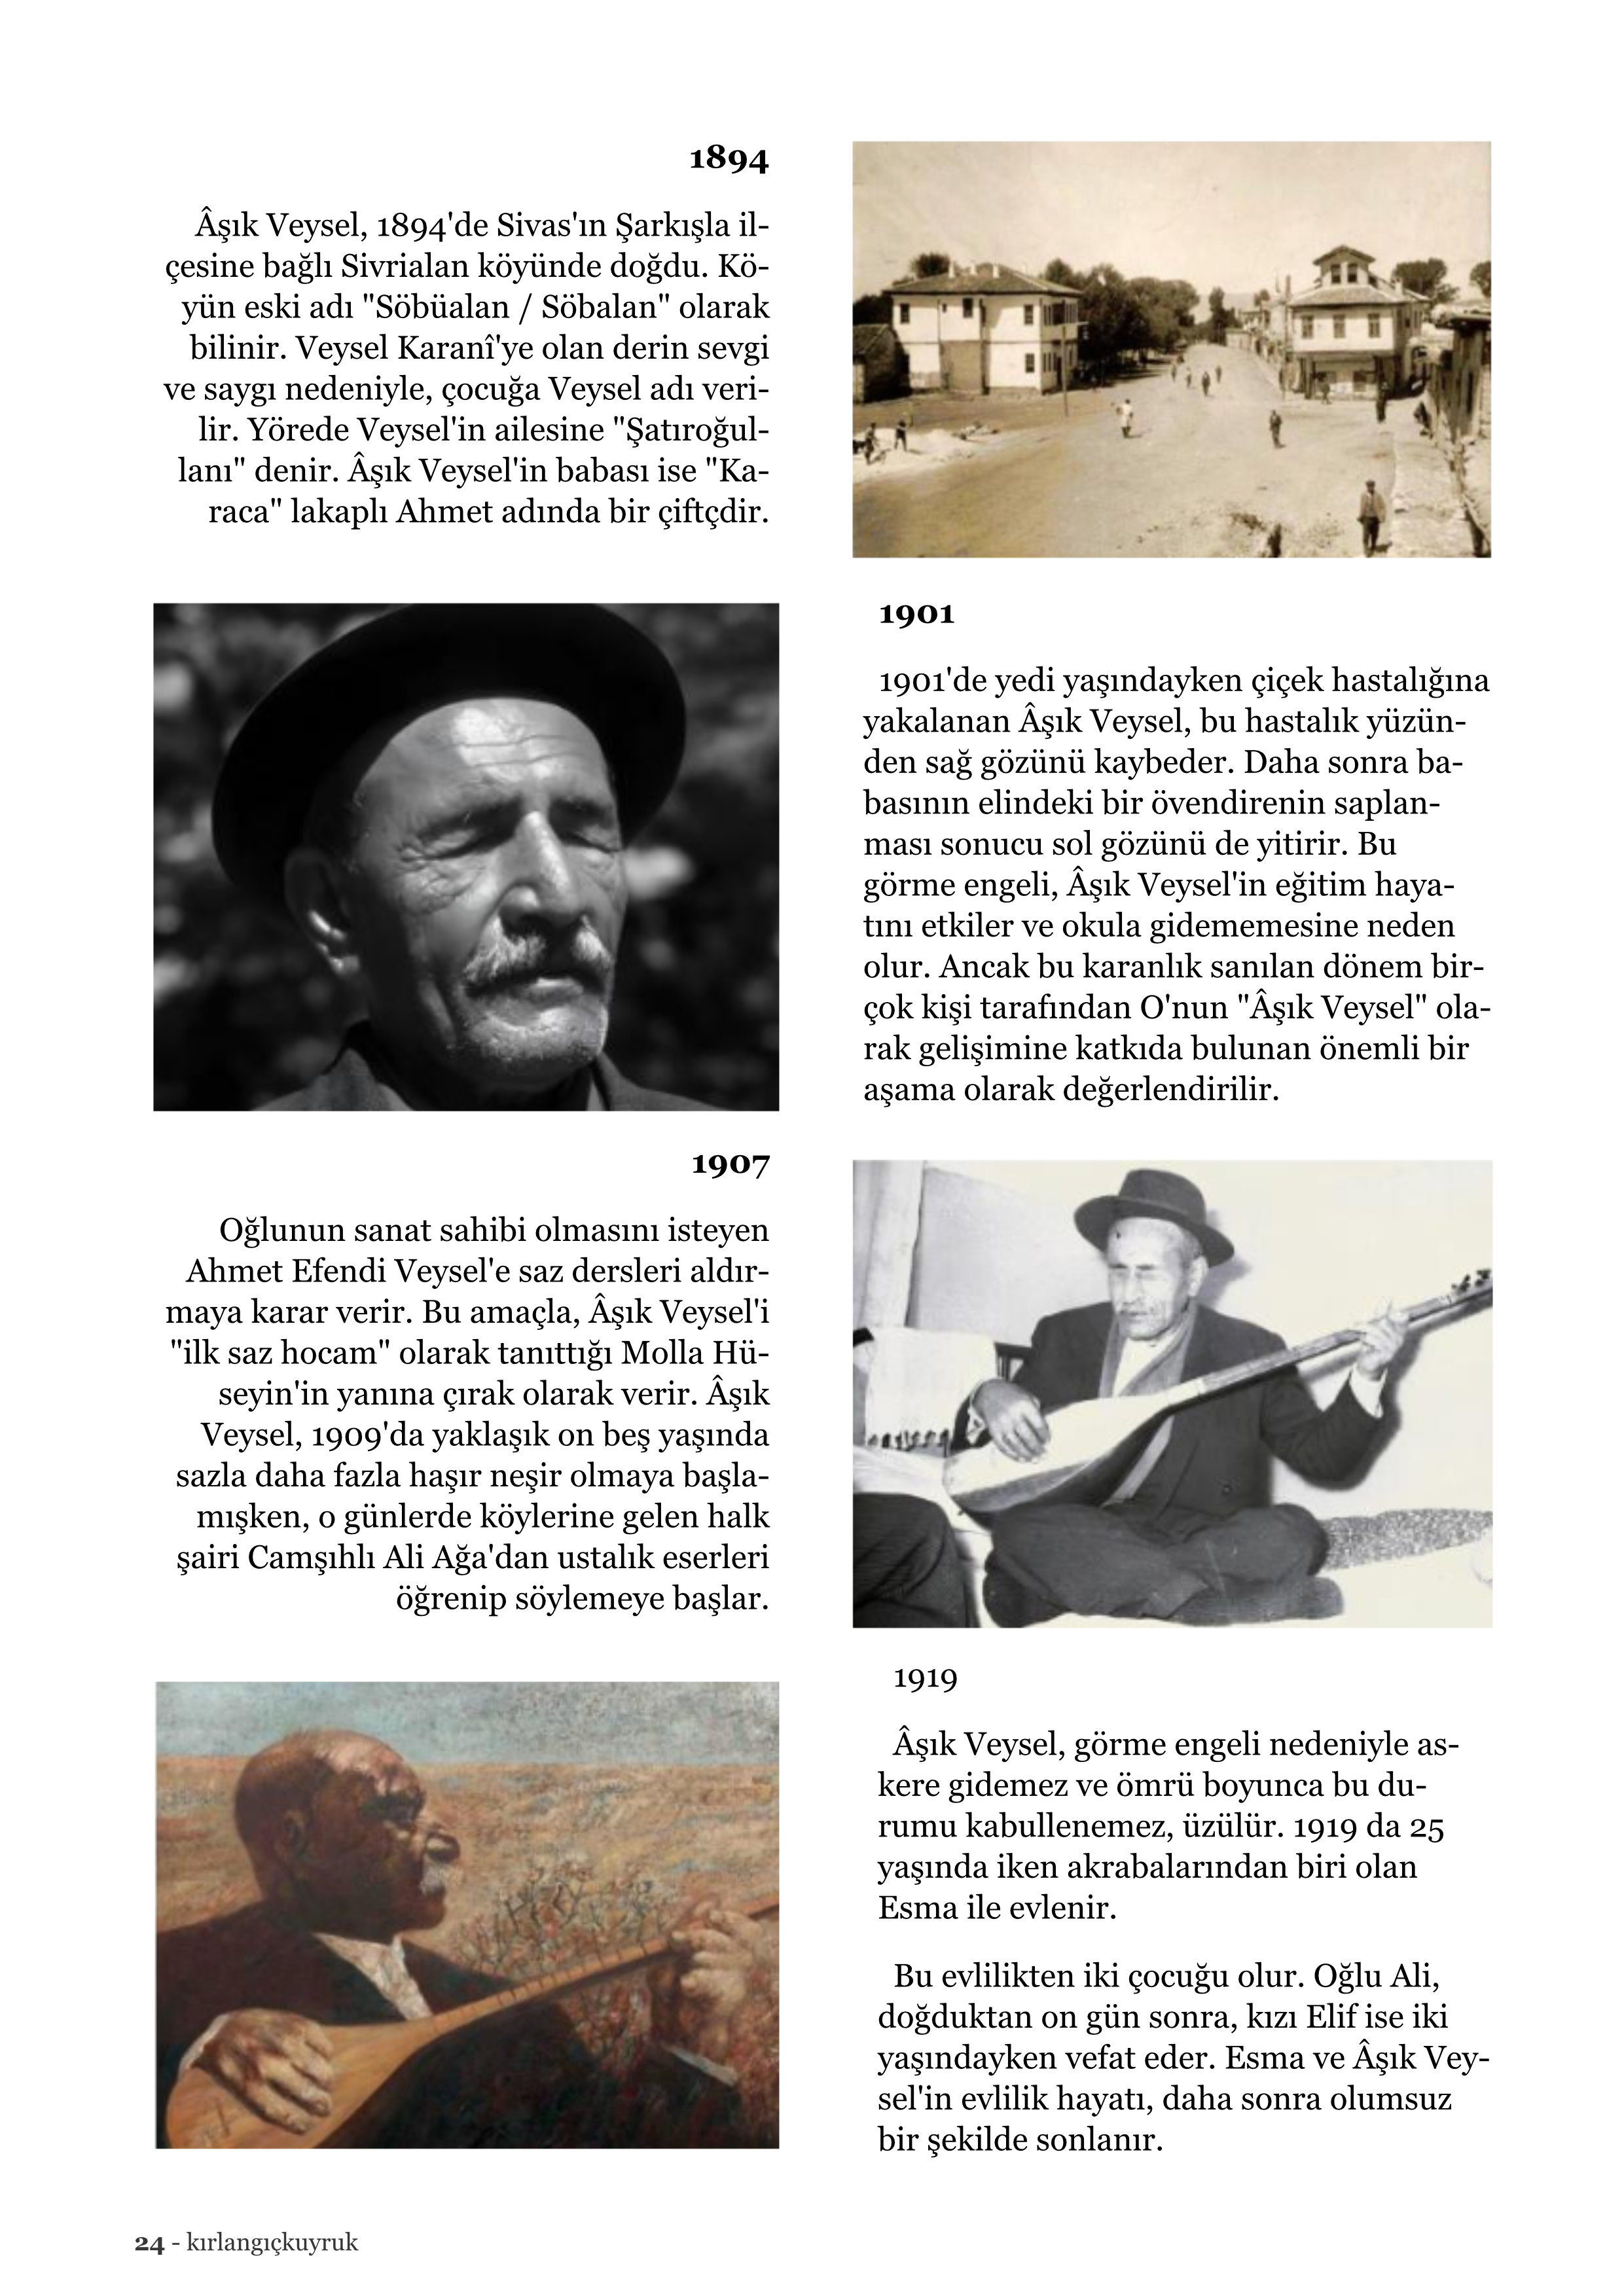 1894
Âşık Veysel, 1894'de Sivas'ın Şarkışla il-
çesine bağlı Sivrialan köyünde doğdu. Kö-
yün eski adı "Söbüalan / Söbalan" olarak
bilinir. Veysel Karanî'ye olan derin sevgi
ve saygı nedeniyle, çocuğa Veysel adı veri-
lir. Yörede Veysel'in ailesine "Şatıroğul-
lanı" denir. Âşık Veysel'in babası ise "Ka-
raca" lakaplı Ahmet adında bir çiftçdir.
1901
1901'de yedi yaşındayken çiçek hastalığına
yakalanan Âşık Veysel, bu hastalık yüzün-
den sağ gözünü kaybeder. Daha sonra ba-
basının elindeki bir övendirenin saplan-
ması sonucu sol gözünü de yitirir. Bu
görme engeli, Âşık Veysel'in eğitim haya-
tını etkiler ve okula gidememesine neden
olur. Ancak bu karanlık sanılan dönem bir-
çok kişi tarafından O'nun "Âşık Veysel" ola-
rak gelişimine katkıda bulunan önemli bir
aşama olarak değerlendirilir.
1907
Oğlunun sanat sahibi olmasını isteyen
Ahmet Efendi Veysel'e saz dersleri aldır-
maya karar verir. Bu amaçla, Âşık Veysel'i
"ilk saz hocam" olarak tanıttığı Molla Hü-
seyin'in yanına çırak olarak verir. Âşık
Veysel, 1909'da yaklaşık on beş yaşında
sazla daha fazla haşır neşir olmaya başla-
mışken, o günlerde köylerine gelen halk
şairi Camşıhlı Ali Ağa'dan ustalık eserleri
öğrenip söylemeye başlar.
1919
Âşık Veysel, görme engeli nedeniyle as-
kere gidemez ve ömrü boyunca bu du-
rumu kabullenemez, üzülür. 1919 da 25
yaşında iken akrabalarından biri olan
Esma ile evlenir.
Bu evlilikten iki çocuğu olur. Oğlu Ali,
doğduktan on gün sonra, kızı Elif ise iki
yaşındayken vefat eder. Esma ve Âşık Vey-
sel'in evlilik hayatı, daha sonra olumsuz
bir şekilde sonlanır.
24 - kırlangıçkuyruk